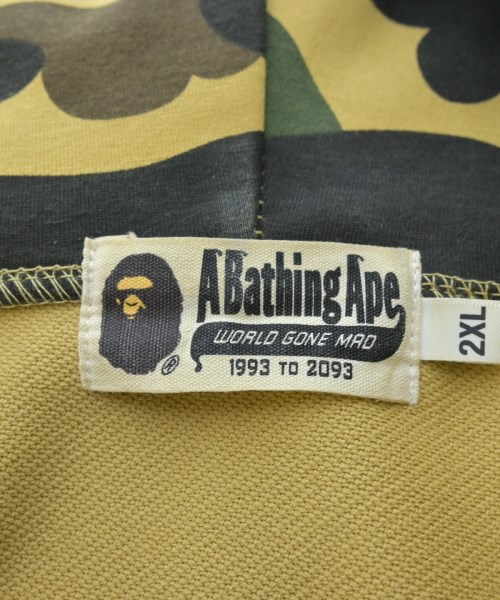 A Bathing Ape
WORLD GONE MAD
1993 TO 2093
®
2XL